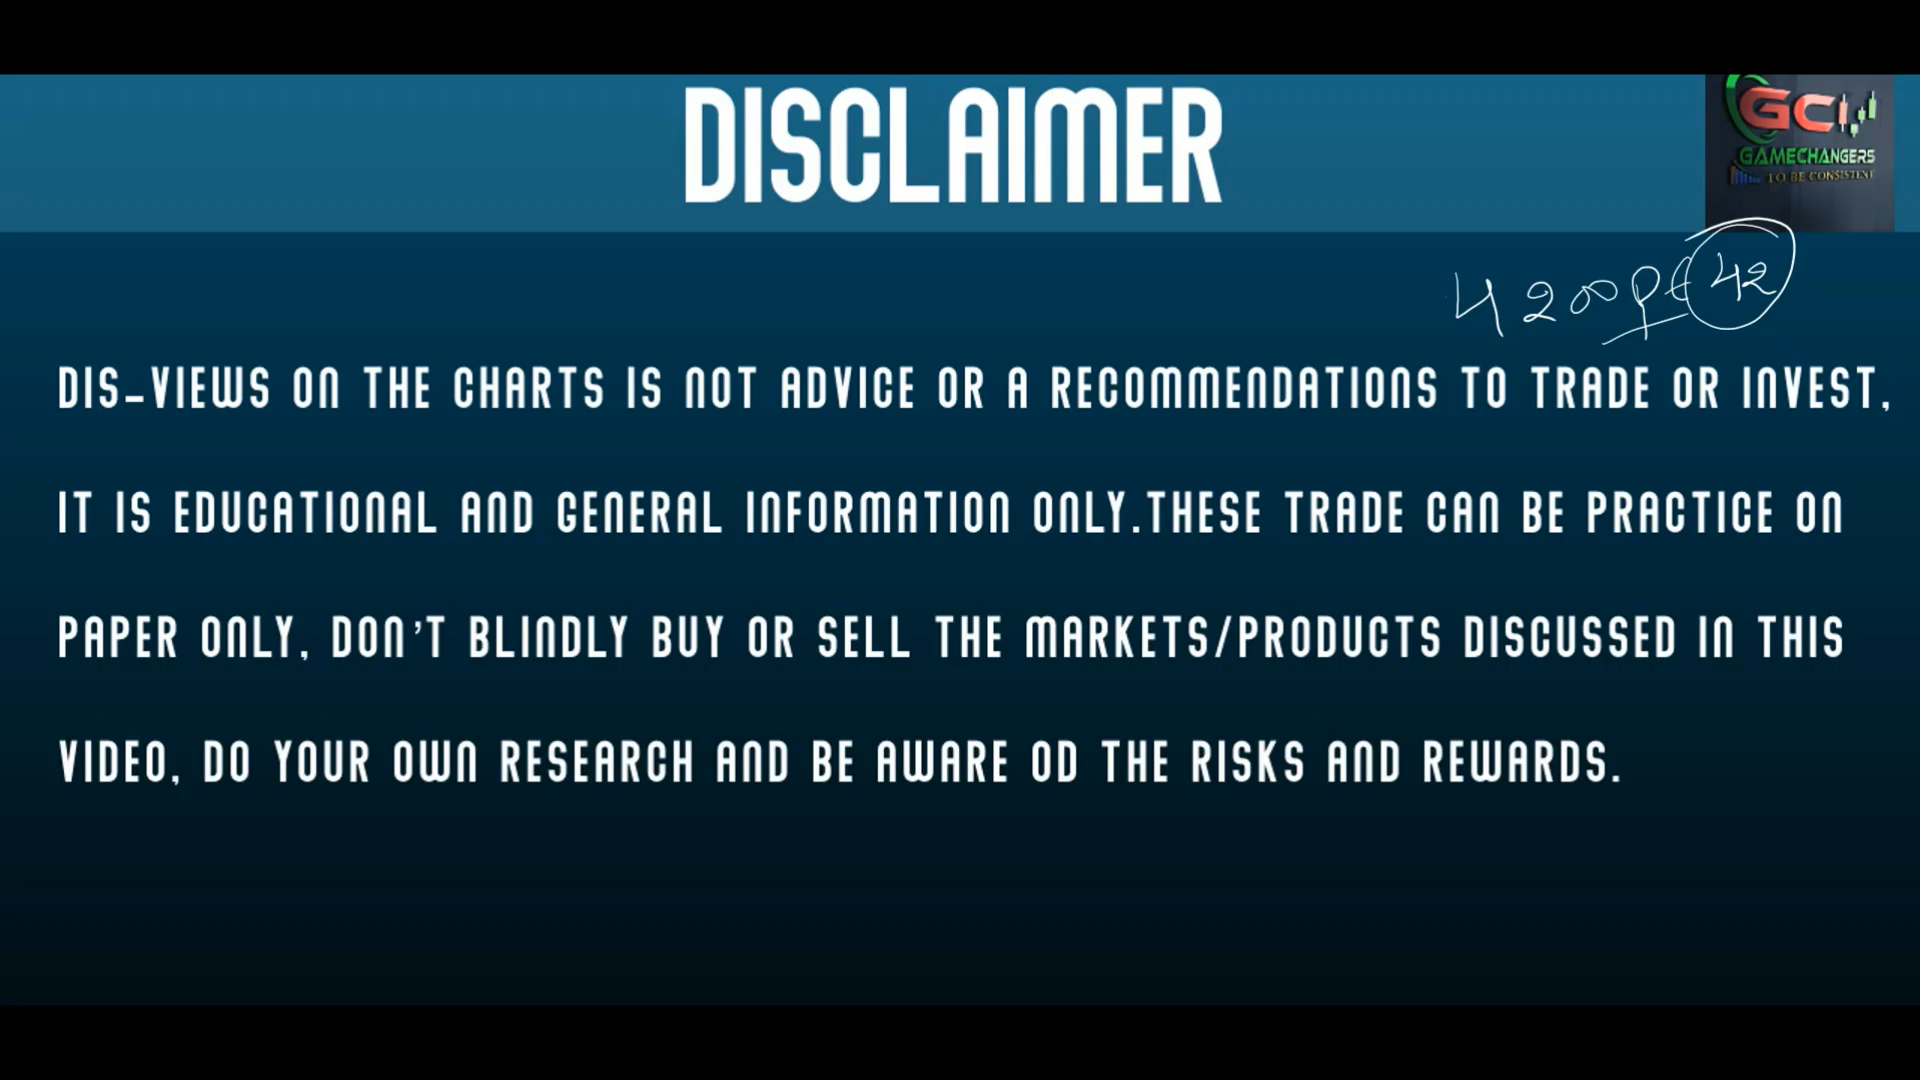 DISCLAIMER
GC
GAMECHANGERS
TO BE CONSISTENT
4200PE 42
DIS-VIEWS ON THE CHARTS IS NOT ADVICE OR A RECOMMENDATIONS TO TRADE OR INVEST,
IT IS EDUCATIONAL AND GENERAL INFORMATION ONLY.THESE TRADE CAN BE PRACTICE ON
PAPER ONLY, DON'T BLINDLY BUY OR SELL THE MARKETS/PRODUCTS DISCUSSED IN THIS
VIDEO, DO YOUR OWN RESEARCH AND BE AWARE OD THE RISKS AND REWARDS.